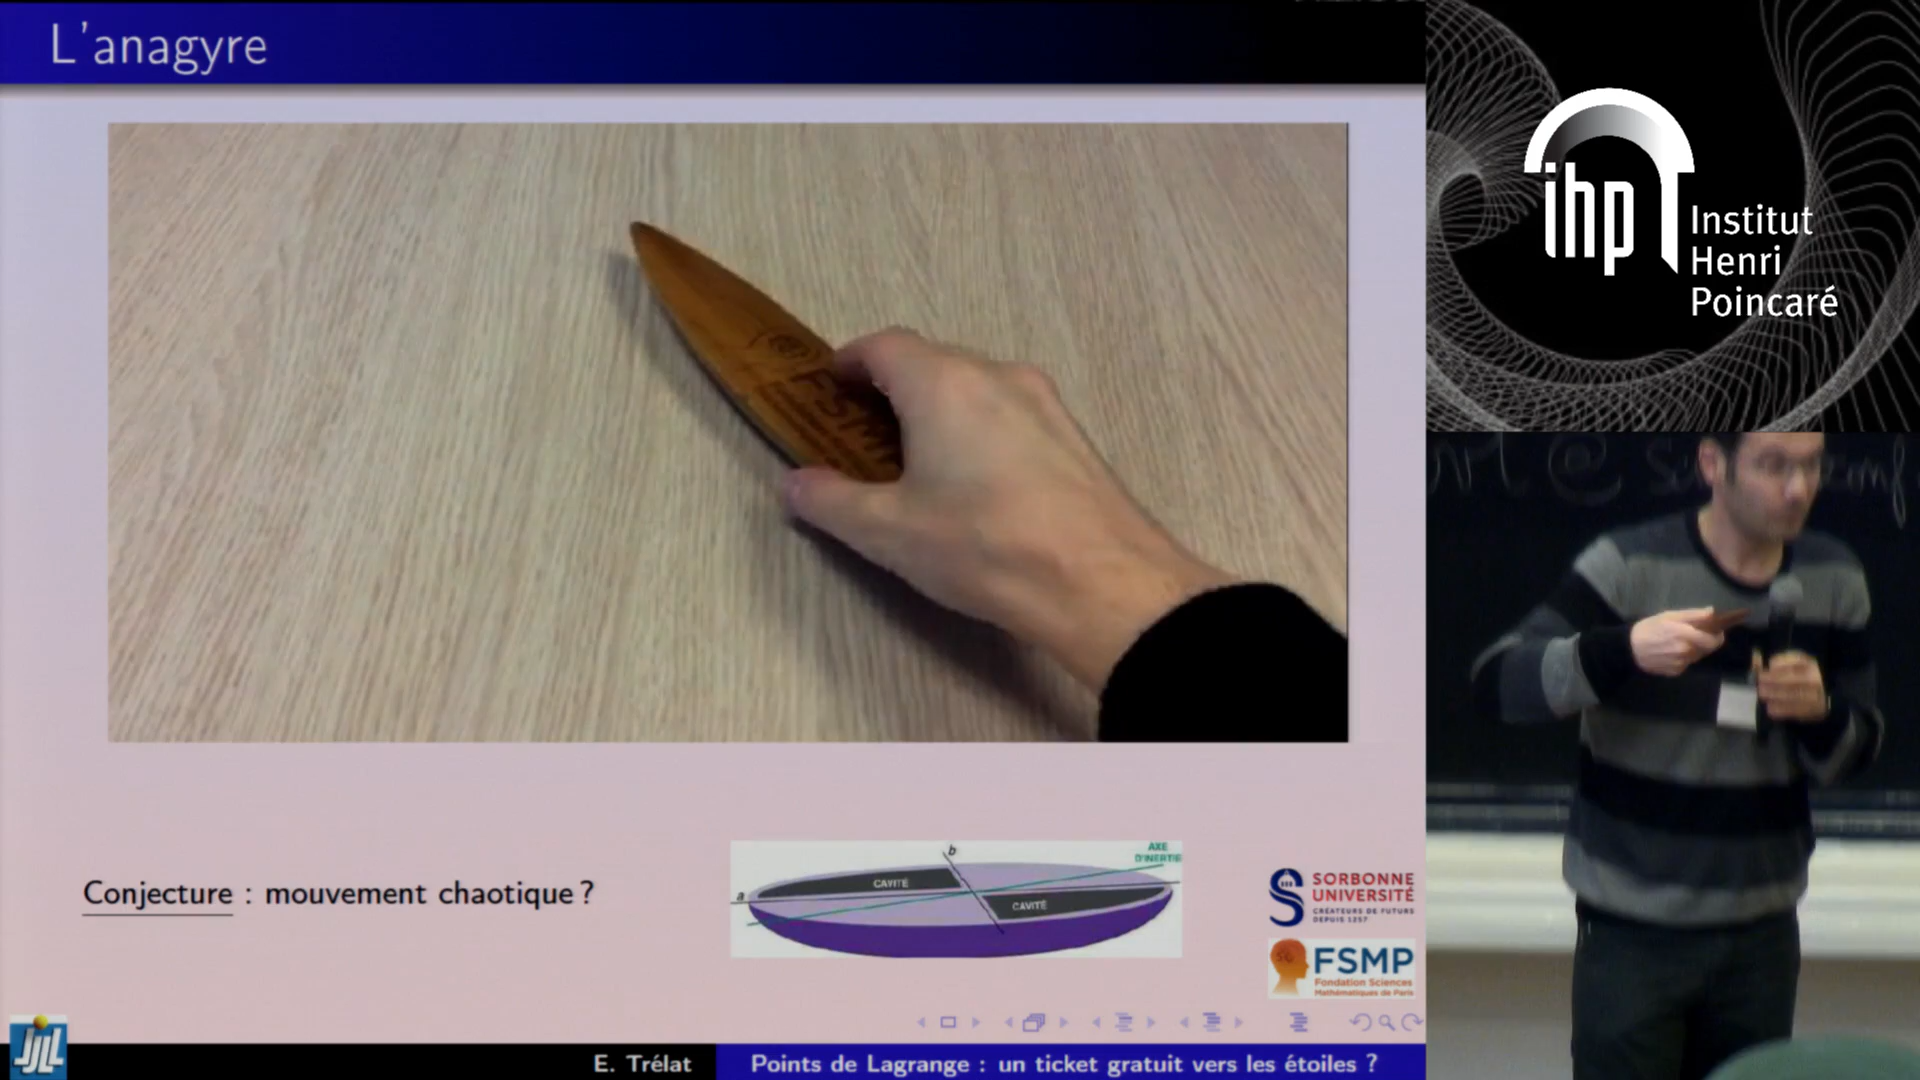 L'anagyre
FSMP
Conjecture : mouvement chaotique ?
a
b
CAVITÉ
CAVITÉ
AXE
D'INERTIE
SORBONNE
UNIVERSITÉ
CRÉATEURS DE FUTURS
DEPUIS 1257
FSMP
Fondation Sciences
Mathématiques de Paris
JJLL
E. Trélat
Points de Lagrange : un ticket gratuit vers les étoiles ?
ihp
Institut
Henri
Poincaré